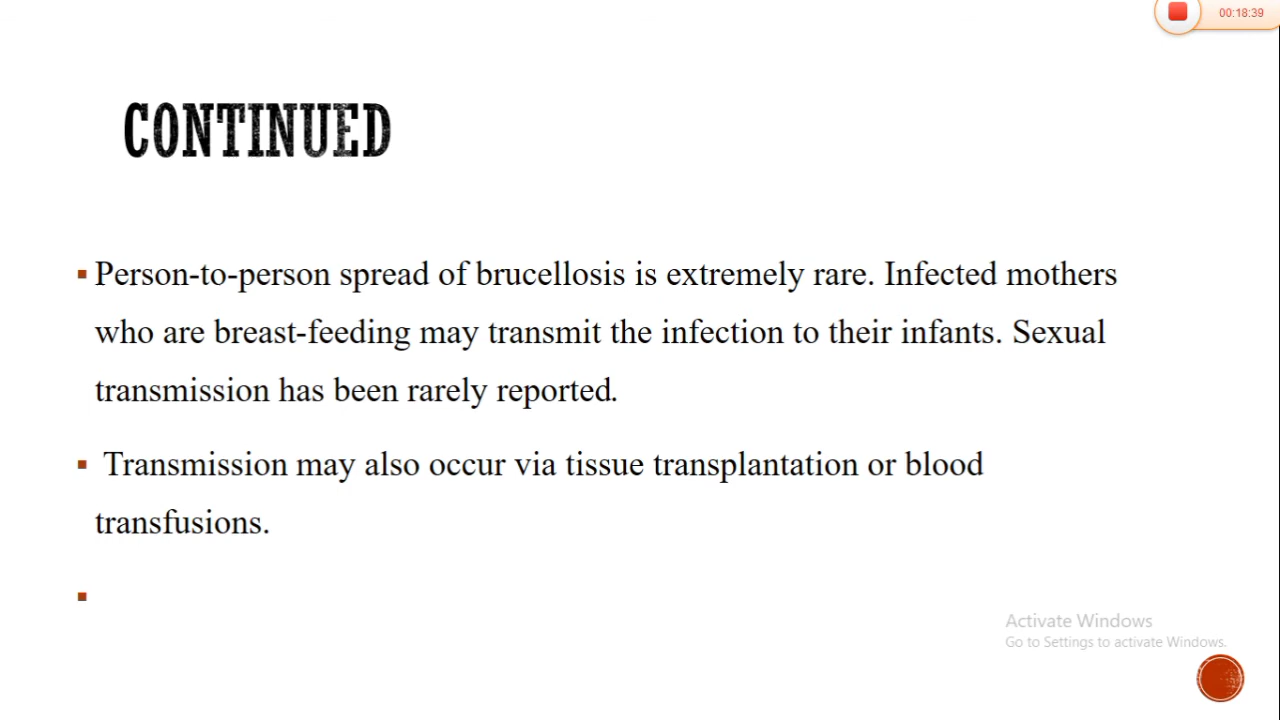 00:18:39
CONTINUED
Person-to-person spread of brucellosis is extremely rare. Infected mothers
who are breast-feeding may transmit the infection to their infants. Sexual
transmission has been rarely reported.
Transmission may also occur via tissue transplantation or blood
transfusions.
Activate Windows
Go to Settings to activate Windows.